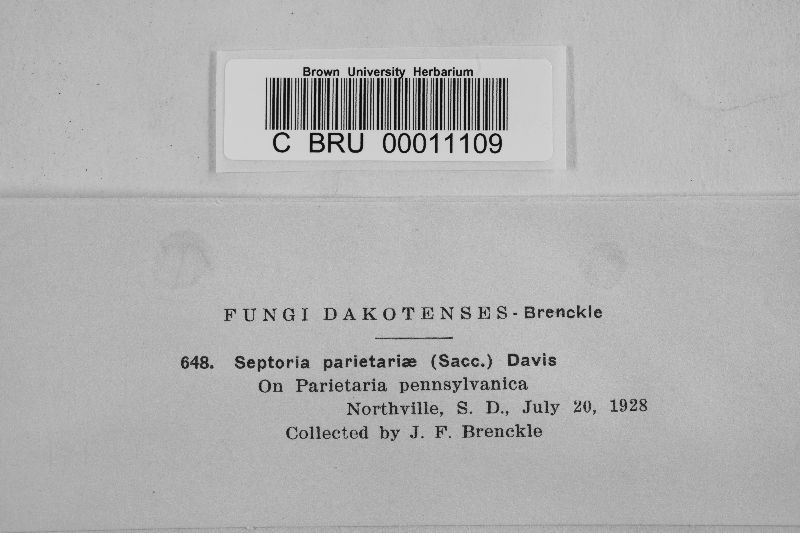 Brown University Herbarium
C BRU 00011109
FUNGI DAKOTENSES - Brenckle
648. Septoria parietariæ (Sacc.) Davis
On Parietaria pennsylvanica
Northville, S. D., July 20, 1928
Collected by J. F. Brenckle